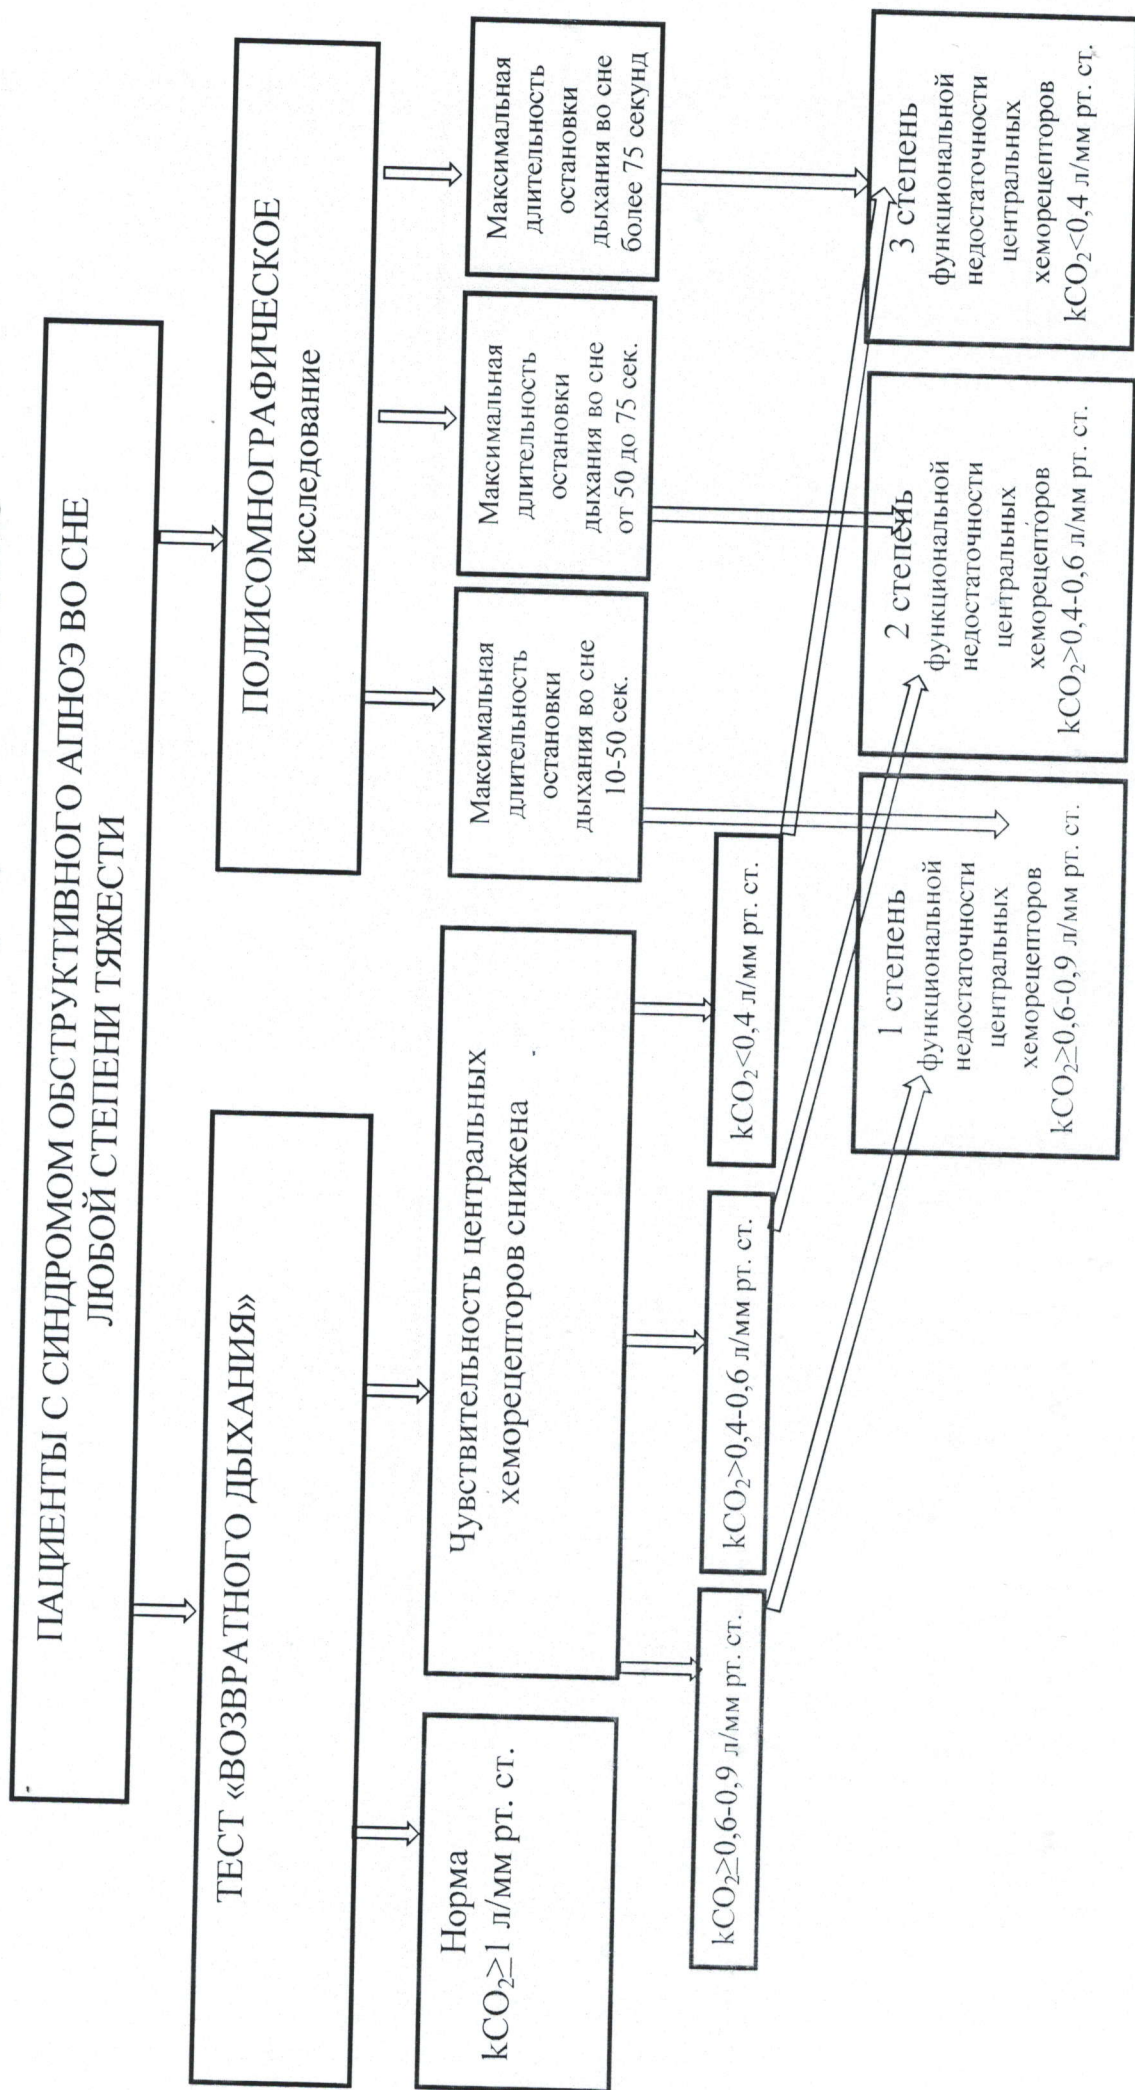 ПАЦИЕНТЫ С СИНДРОМОМ ОБСТРУКТИВНОГО АПНОЭ ВО СНЕ
ЛЮБОЙ СТЕПЕНИ ТЯЖЕСТИ
ТЕСТ «ВОЗВРАТНОГО ДЫХАНИЯ»
ПОЛИСОМНОГРАФИЧЕСКОЕ
исследование
Норма
kCO₂≥1 л/мм рт. ст.
Чувствительность центральных
хеморецепторов снижена
Максимальная
длительность
остановки
дыхания во сне
10-50 сек.
Максимальная
длительность
остановки
дыхания во сне
от 50 до 75 сек.
Максимальная
длительность
остановки
дыхания во сне
более 75 секунд
kCO₂≥0,6-0,9 л/мм рт. ст.
kCO₂>0,4-0,6 л/мм рт. ст.
kCO₂<0,4 л/мм рт. ст.
1 степень
функциональной
недостаточности
центральных
хеморецепторов
kCO₂≥0,6-0,9 л/мм рт. ст.
2 степень
функциональной
недостаточности
центральных
хеморецепторов
kCO₂>0,4-0,6 л/мм рт. ст.
3 степень
функциональной
недостаточности
центральных
хеморецепторов
kCO₂<0,4 л/мм рт. ст.